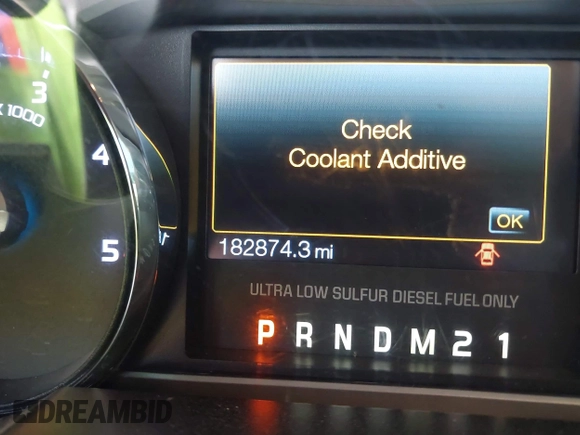 3
X 1000
4
5
Check
Coolant Additive
OK
182874.3 mi
ULTRA LOW SULFUR DIESEL FUEL ONLY
P R N D M 2 1
DREAMBID